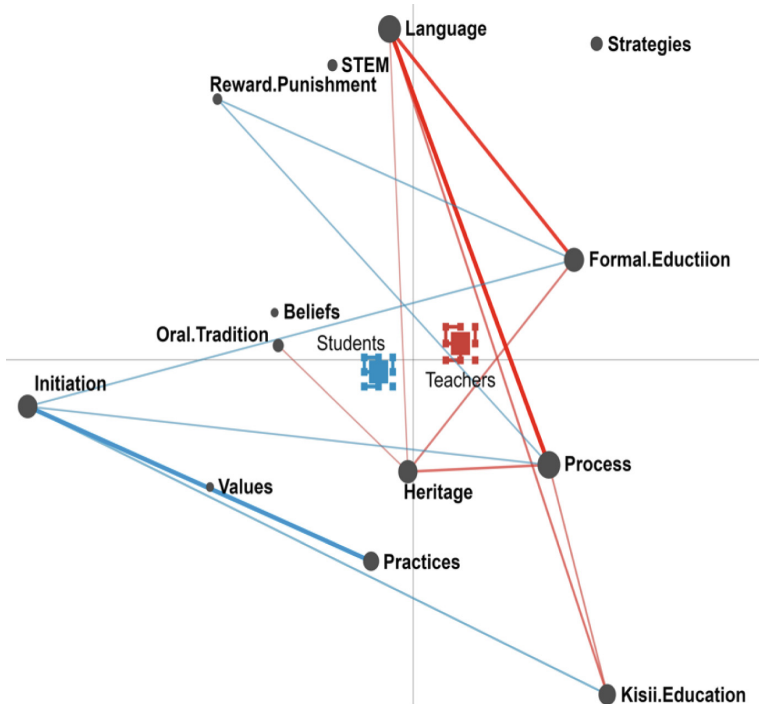 Language
Strategies
STEM
Reward.Punishment
Formal.Eductiion
Beliefs
Oral.Tradition
Students
Teachers
Initiation
Process
Values
Heritage
Practices
Kisii.Education